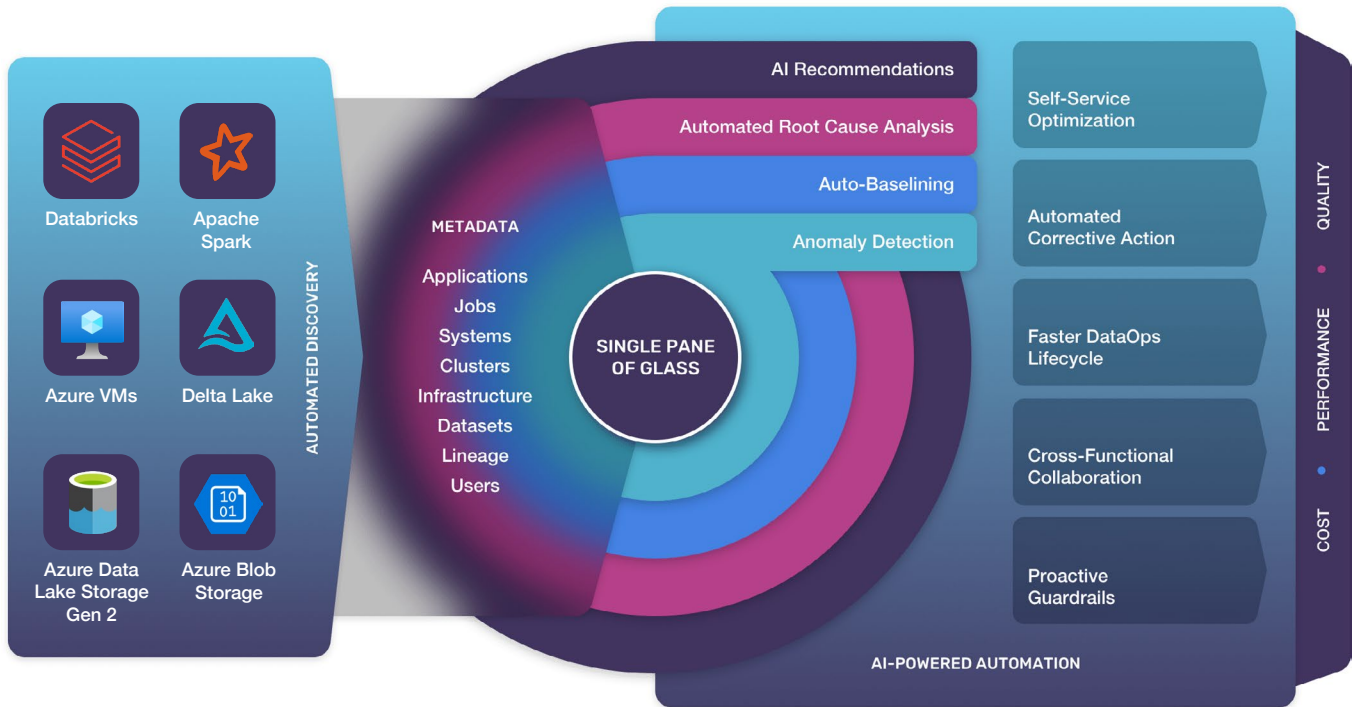 Databricks
Apache
Spark
Azure VMs
Delta Lake
Azure Data
Lake Storage
Gen 2
10
01
Azure Blob
Storage
AUTOMATED DISCOVERY
METADATA
Applications
Jobs
Systems
Clusters
Infrastructure
Datasets
Lineage
Users
SINGLE PANE
OF GLASS
AI Recommendations
Automated Root Cause Analysis
Auto-Baselining
Anomaly Detection
Self-Service
Optimization
Automated
Corrective Action
Faster DataOps
Lifecycle
Cross-Functional
Collaboration
Proactive
Guardrails
AI-POWERED AUTOMATION
COST • PERFORMANCE • QUALITY